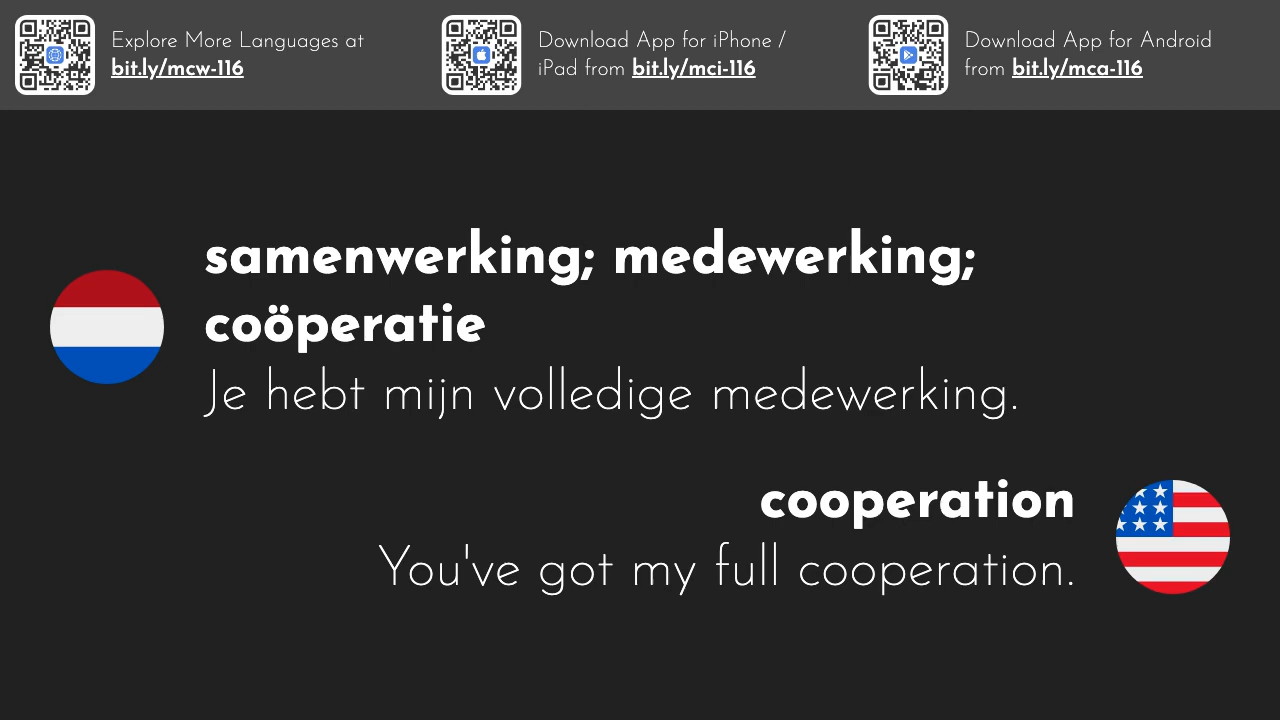 Explore More Languages at
bit.ly/mcw-116
Download App for iPhone /
iPad from bit.ly/mci-116
Download App for Android
from bit.ly/mca-116
samenwerking; medewerking;
coöperatie
Je hebt mijn volledige medewerking.
cooperation
You've got my full cooperation.